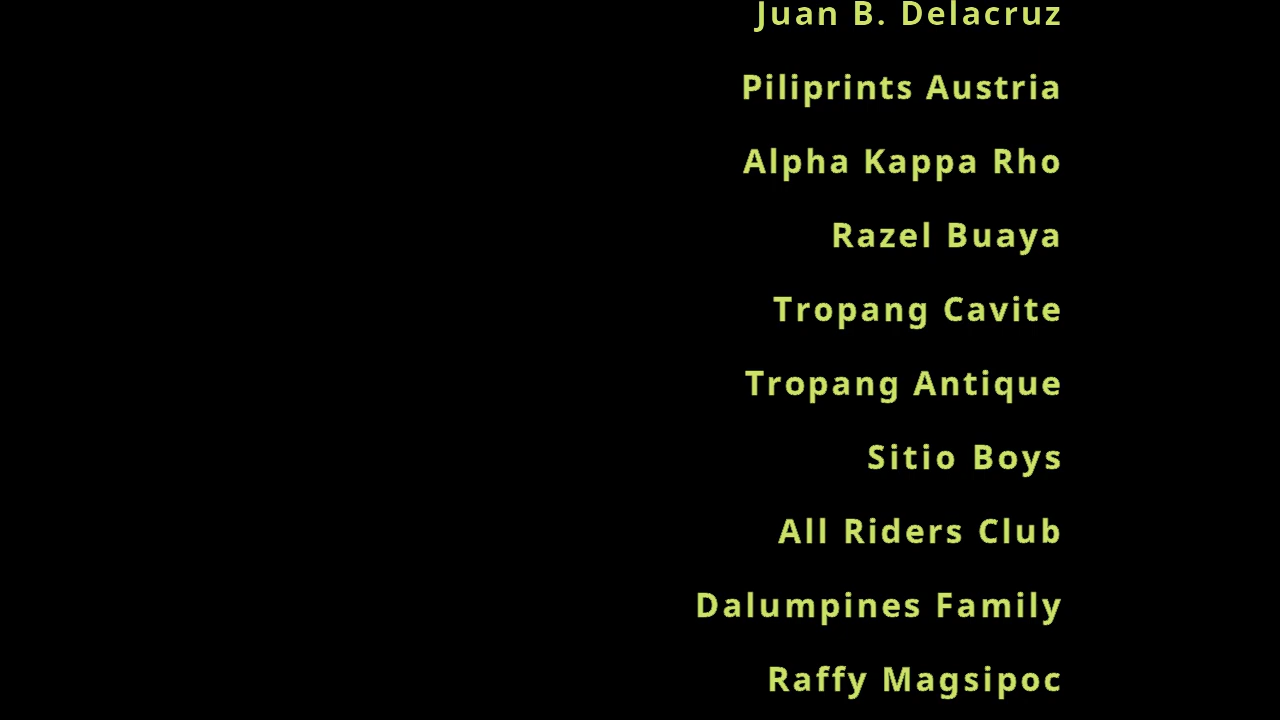 Juan B. Delacruz
Piliprints Austria
Alpha Kappa Rho
Razel Buaya
Tropang Cavite
Tropang Antique
Sitio Boys
All Riders Club
Dalumpines Family
Raffy Magsipoc